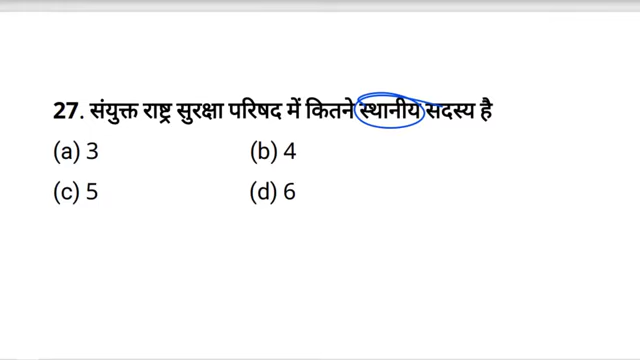 27. संयुक्त राष्ट्र सुरक्षा परिषद में कितने स्थानीय सदस्य है
(a) 3 (b) 4
(c) 5 (d) 6